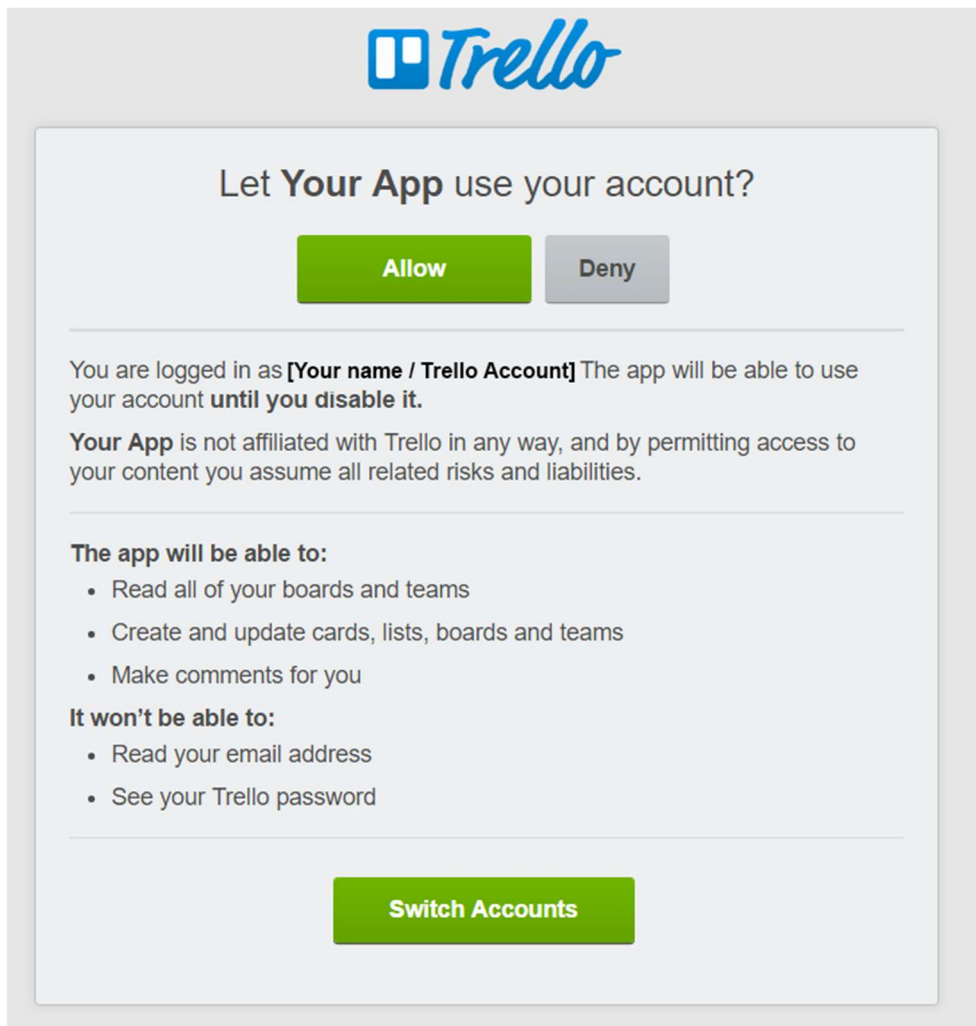 Trello
Let Your App use your account?
Allow
Deny
You are logged in as [Your name / Trello Account] The app will be able to use
your account until you disable it.
Your App is not affiliated with Trello in any way, and by permitting access to
your content you assume all related risks and liabilities.
The app will be able to:
• Read all of your boards and teams
• Create and update cards, lists, boards and teams
• Make comments for you
It won’t be able to:
• Read your email address
• See your Trello password
Switch Accounts